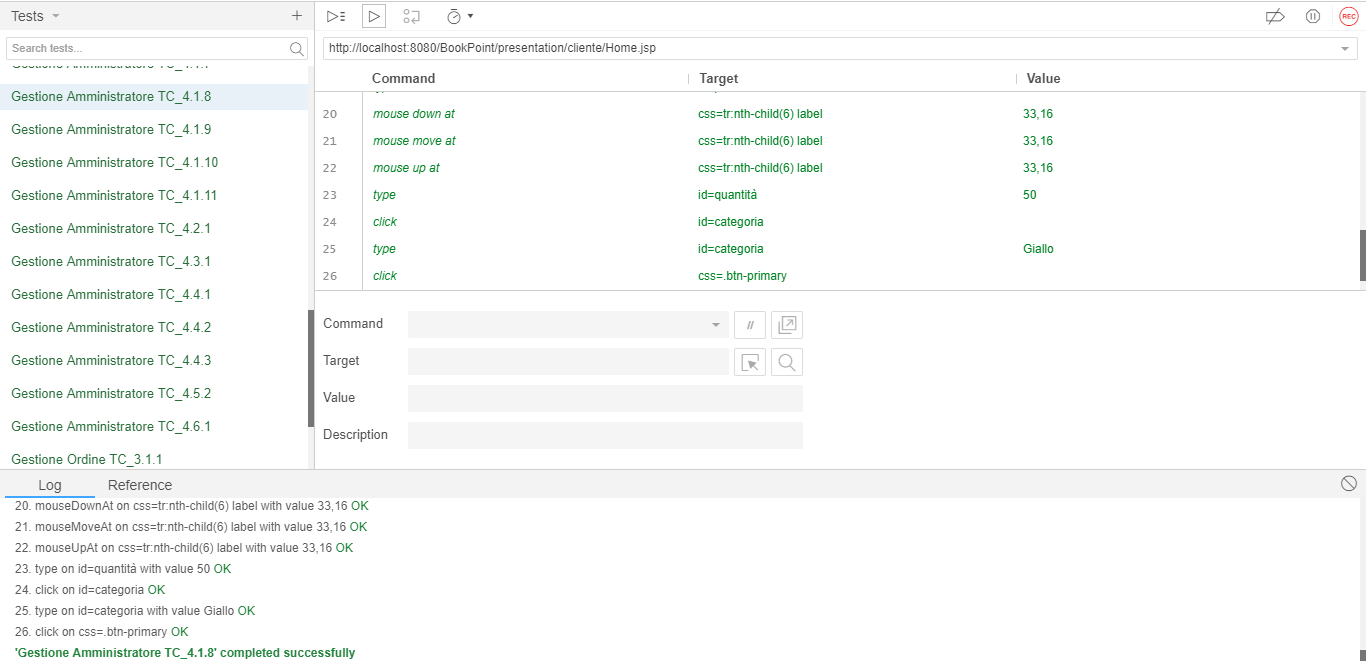 Tests
Search tests...
Gestione Amministratore TC_4.1.8
Gestione Amministratore TC_4.1.9
Gestione Amministratore TC_4.1.10
Gestione Amministratore TC_4.1.11
Gestione Amministratore TC_4.2.1
Gestione Amministratore TC_4.3.1
Gestione Amministratore TC_4.4.1
Gestione Amministratore TC_4.4.2
Gestione Amministratore TC_4.4.3
Gestione Amministratore TC_4.5.2
Gestione Amministratore TC_4.6.1
Gestione Ordine TC_3.1.1
REC
http://localhost:8080/BookPoint/presentation/cliente/Home.jsp
Command Target Value
20 mouse down at css=tr:nth-child(6) label 33,16
21 mouse move at css=tr:nth-child(6) label 33,16
22 mouse up at css=tr:nth-child(6) label 33,16
23 type id=quantità 50
24 click id=categoria
25 type id=categoria Giallo
26 click css=.btn-primary
Command //
Target
Value
Description
Log Reference
20. mouseDownAt on css=tr:nth-child(6) label with value 33,16 OK
21. mouseMoveAt on css=tr:nth-child(6) label with value 33,16 OK
22. mouseUpAt on css=tr:nth-child(6) label with value 33,16 OK
23. type on id=quantità with value 50 OK
24. click on id=categoria OK
25. type on id=categoria with value Giallo OK
26. click on css=.btn-primary OK
'Gestione Amministratore TC_4.1.8' completed successfully